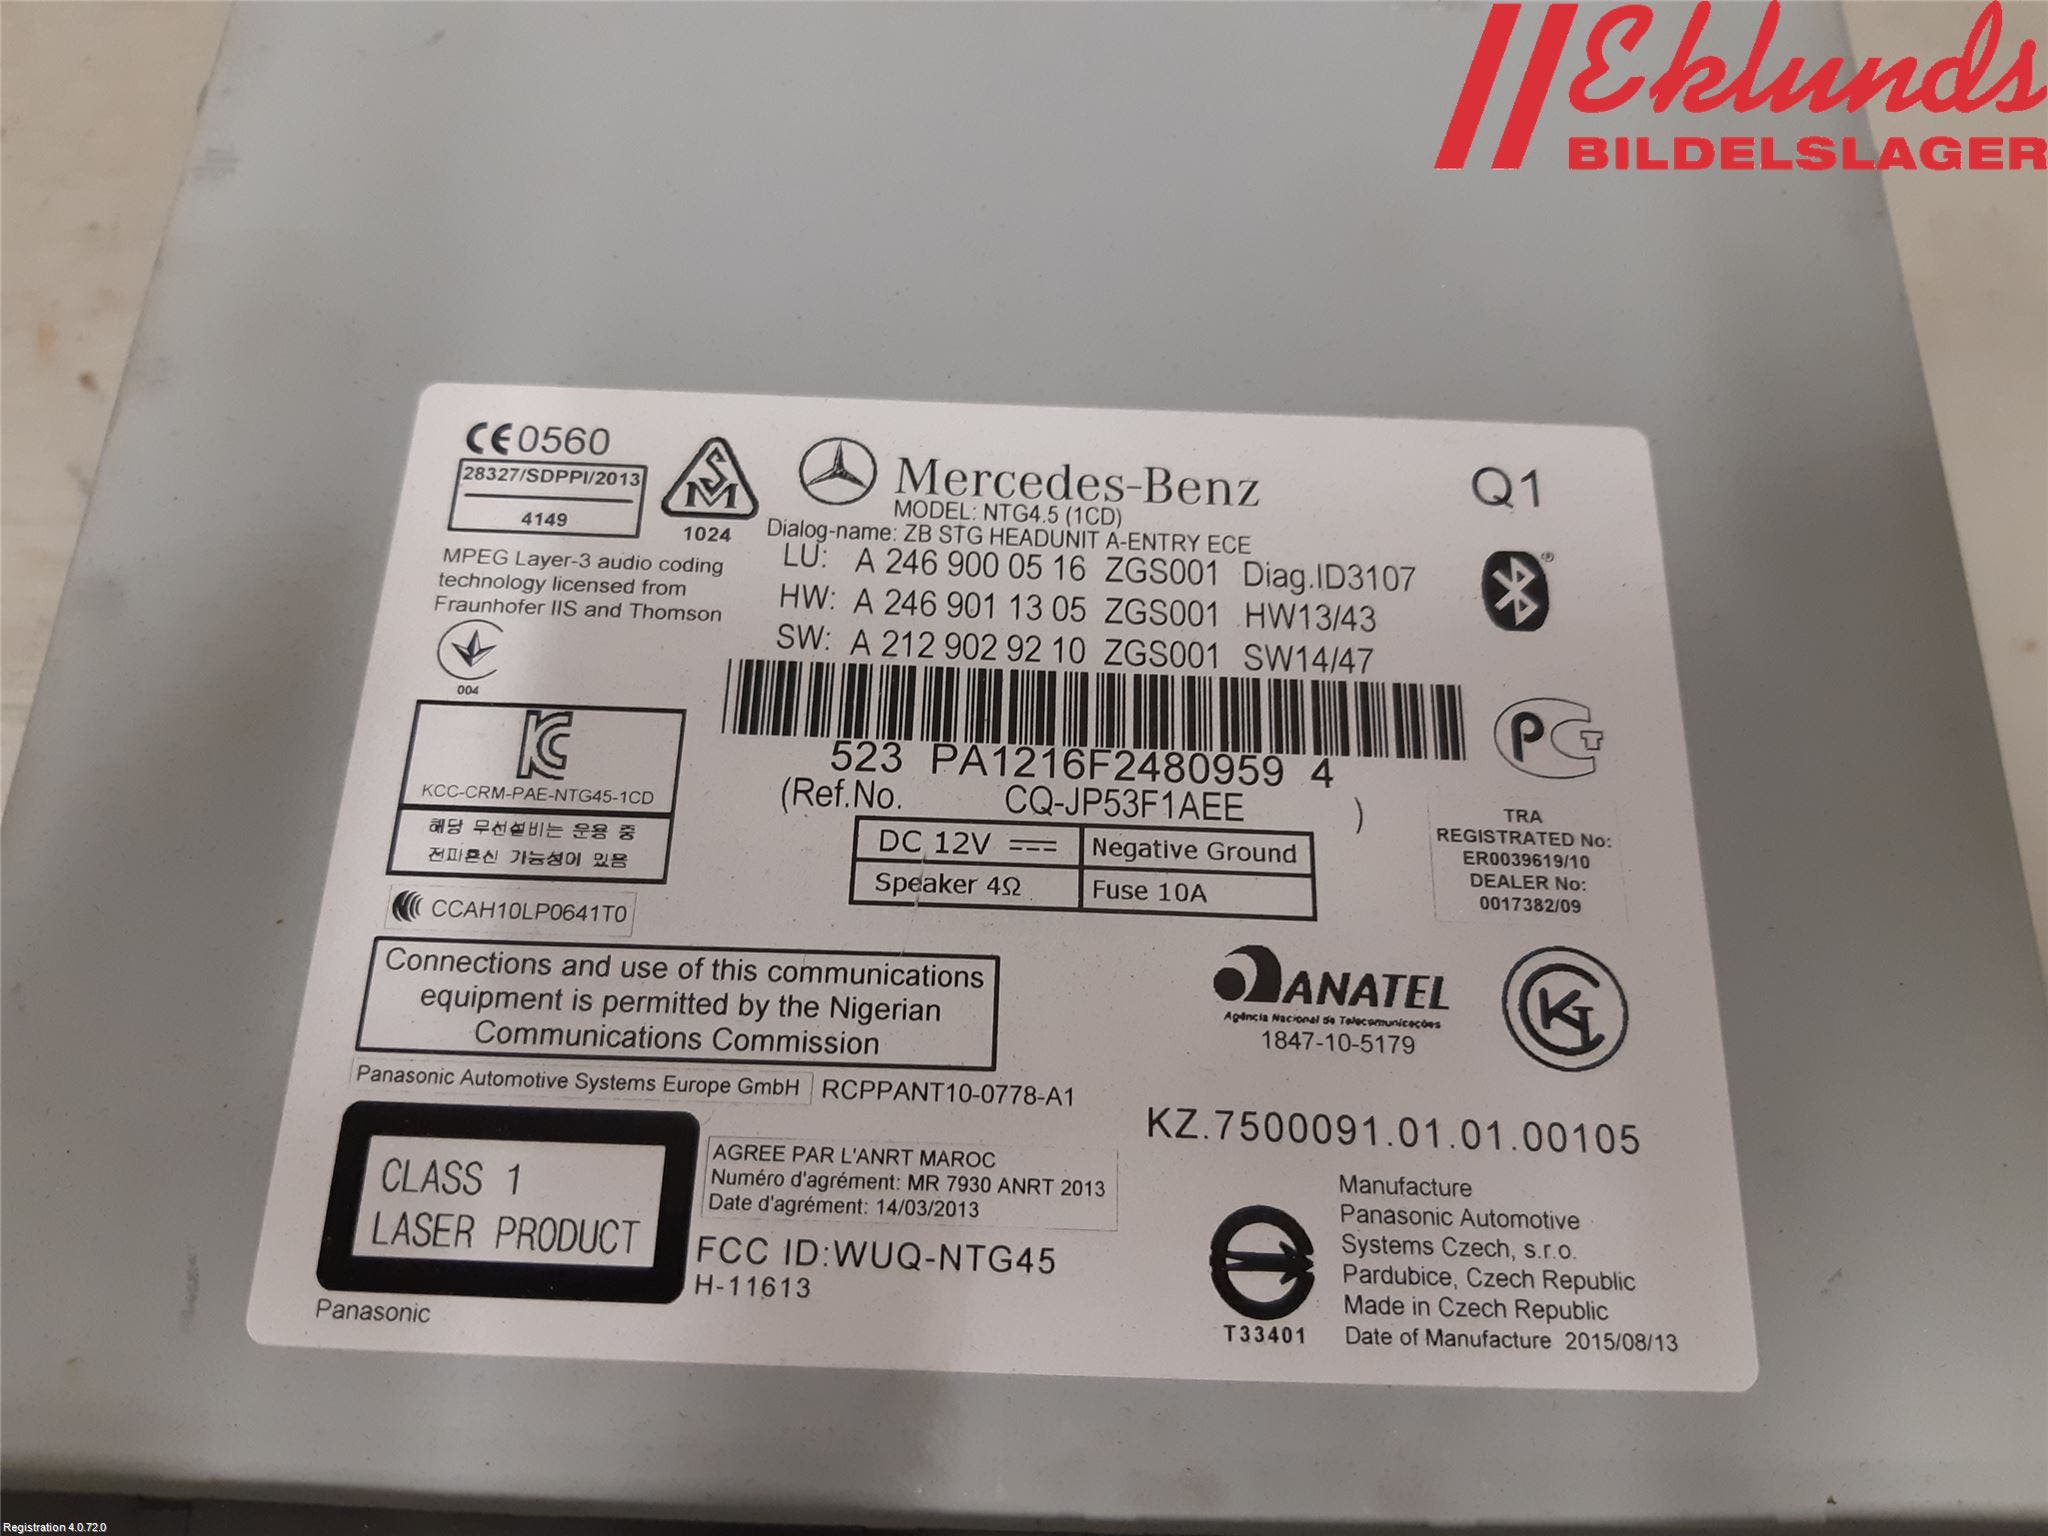 Eklunds
BILDELSLAGER
CE0560
28327/SDPPI/2013
4149
SM
1024
Mercedes-Benz
MODEL: NTG4.5 (1CD)
Dialog-name: ZB STG HEADUNIT A-ENTRY ECE
Q1
MPEG Layer-3 audio coding
technology licensed from
Fraunhofer IIS and Thomson
LU: A 246 900 05 16 ZGS001 Diag.ID3107
HW: A 246 901 13 05 ZGS001 HW13/43
SW: A 212 902 92 10 ZGS001 SW14/47
®
004
523 PA1216F2480959 4
(Ref.No. CQ-JP53F1AEE )
KC
KCC-CRM-PAE-NTG45-1CD
해당 무선설비는 운용 중
전파혼신 가능성이 있음
PCT
DC 12V
Negative Ground
Speaker 4Ω
Fuse 10A
TRA
REGISTRATED No:
ER0039619/10
DEALER No:
0017382/09
CCAH10LP0641T0
Connections and use of this communications
equipment is permitted by the Nigerian
Communications Commission
ANATEL
Agência Nacional de Telecomunicações
1847-10-5179
Panasonic Automotive Systems Europe GmbH
RCPPANT10-0778-A1
KZ.7500091.01.01.00105
CLASS 1
LASER PRODUCT
AGREE PAR L'ANRT MAROC
Numéro d'agrément: MR 7930 ANRT 2013
Date d'agrément: 14/03/2013
FCC ID:WUQ-NTG45
H-11613
Panasonic
T33401
Manufacture
Panasonic Automotive
Systems Czech, s.r.o.
Pardubice, Czech Republic
Made in Czech Republic
Date of Manufacture 2015/08/13
Registration 4.0.72.0